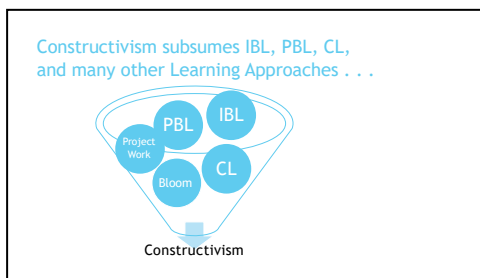 Constructivism subsumes IBL, PBL, CL,
and many other Learning Approaches . . .
IBL
PBL
Project
Work
CL
Bloom
Constructivism